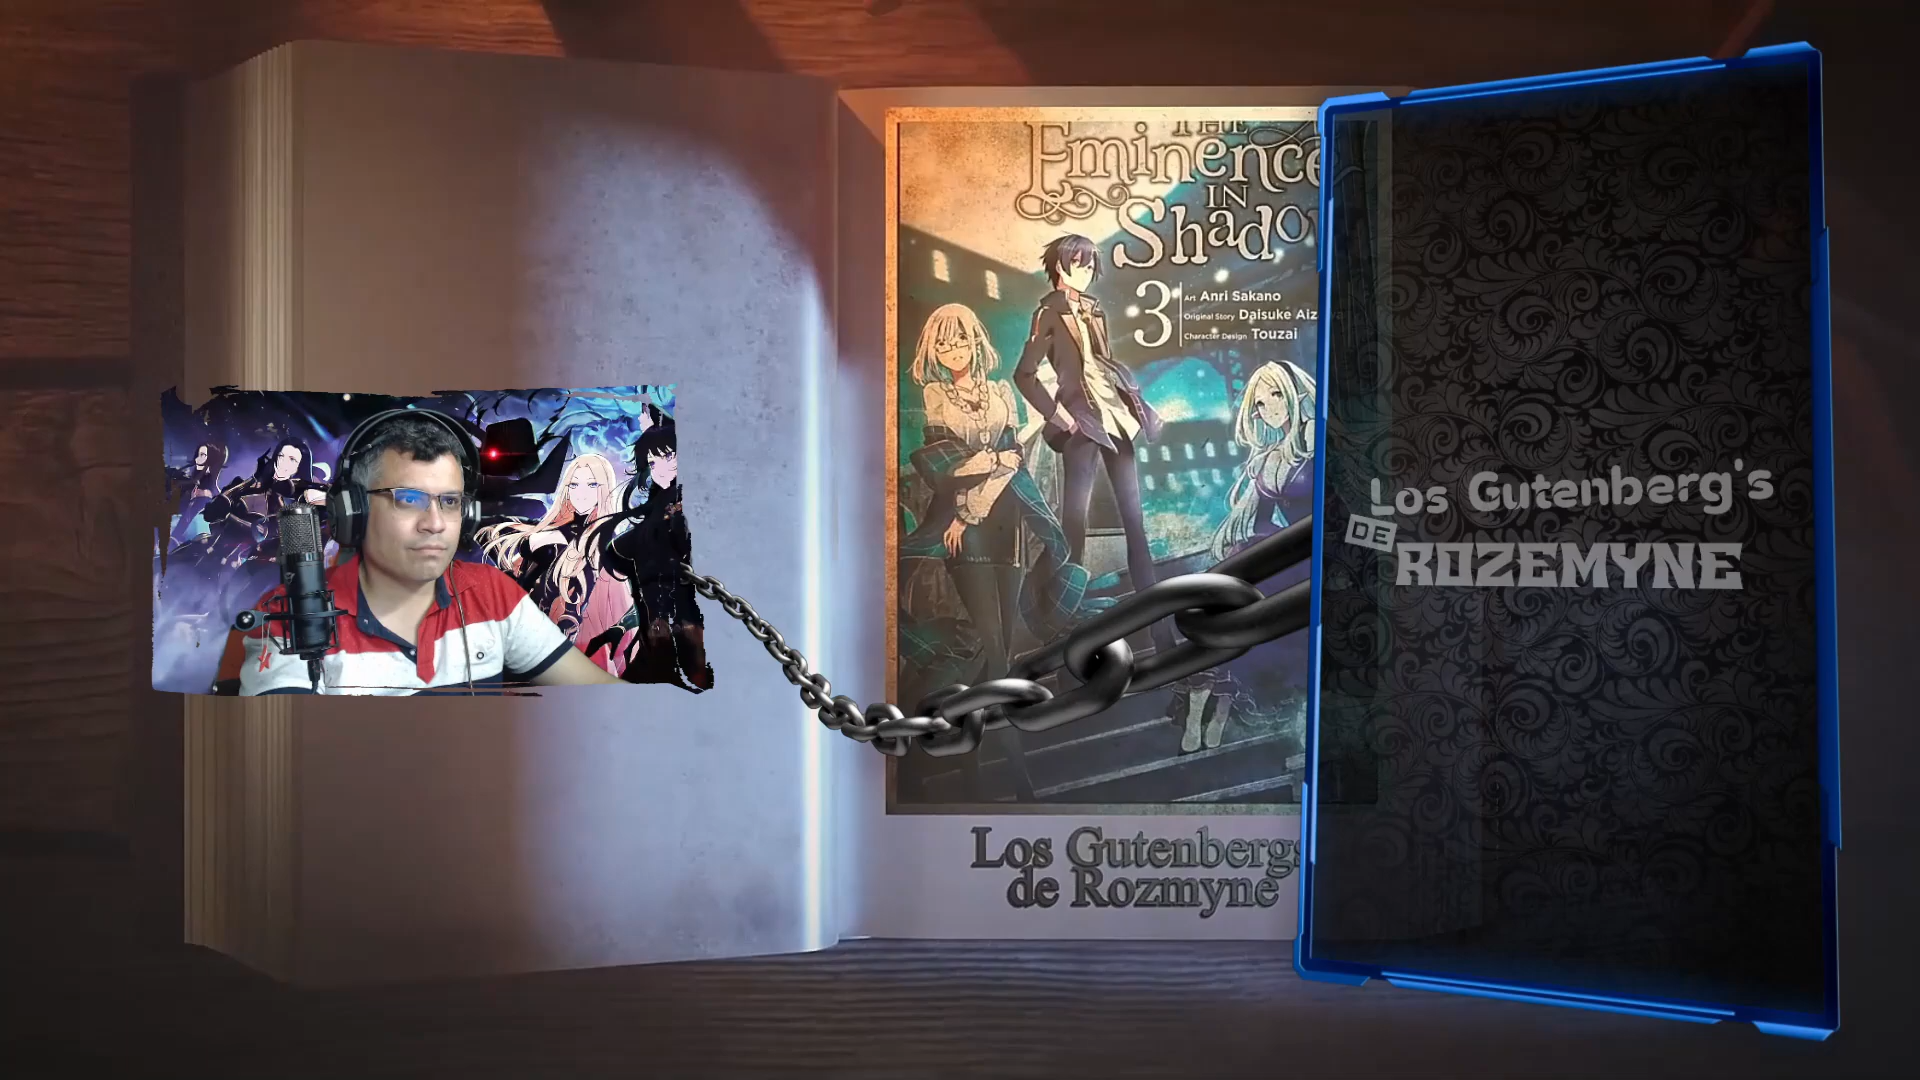 THE
Eminence
IN
Shado
3
Art Anri Sakano
Original Story Daisuke Aiz
Character Design Touzai
Los Gutenberg's
DE
ROZEMYNE
Los Gutenbergs
de Rozmyne